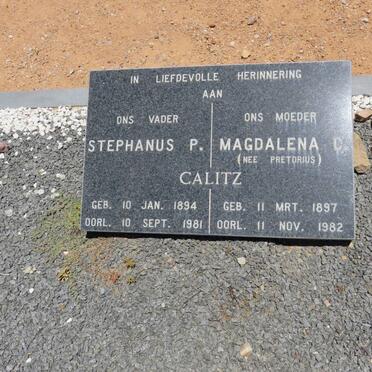 IN LIEFDEVOLLE HERINNERING
AAN
ONS VADER
STEPHANUS P.
ONS MOEDER
MAGDALENA C.
(NEE PRETORIUS)
CALITZ
GEB. 10 JAN. 1894
OORL. 10 SEPT. 1981
GEB. 11 MRT. 1897
OORL. 11 NOV. 1982